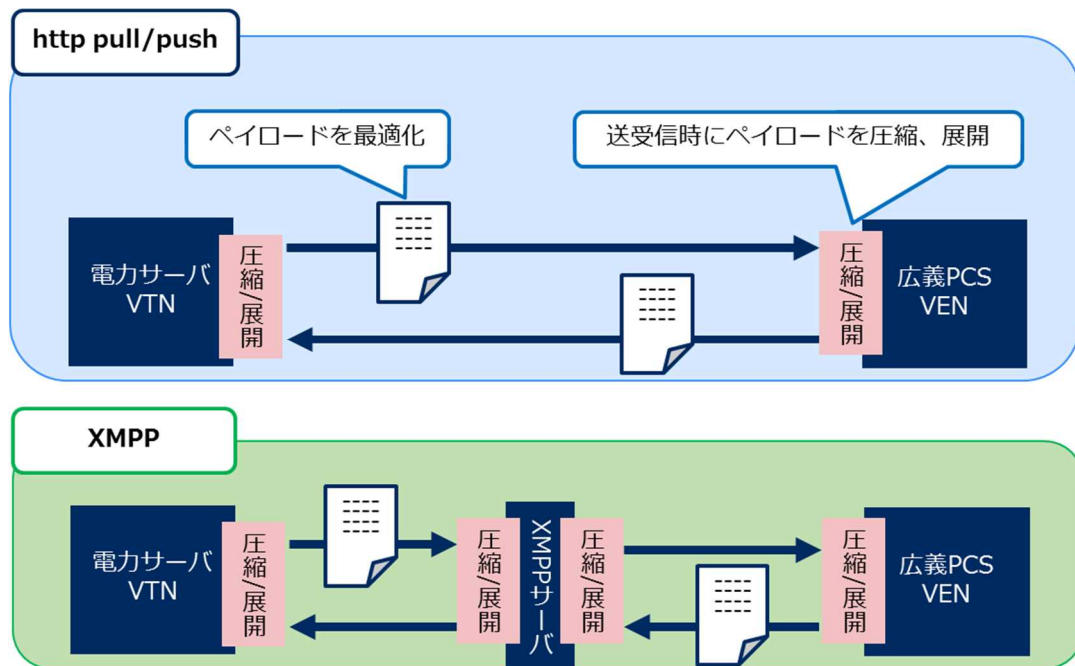 http pull/push
ペイロードを最適化
送受信時にペイロードを圧縮、展開
電力サーバ
VTN
圧縮/展開
圧縮/展開
広義PCS
VEN
XMPP
電力サーバ
VTN
圧縮/展開
圧縮/展開
XMPPサーバ
圧縮/展開
圧縮/展開
広義PCS
VEN